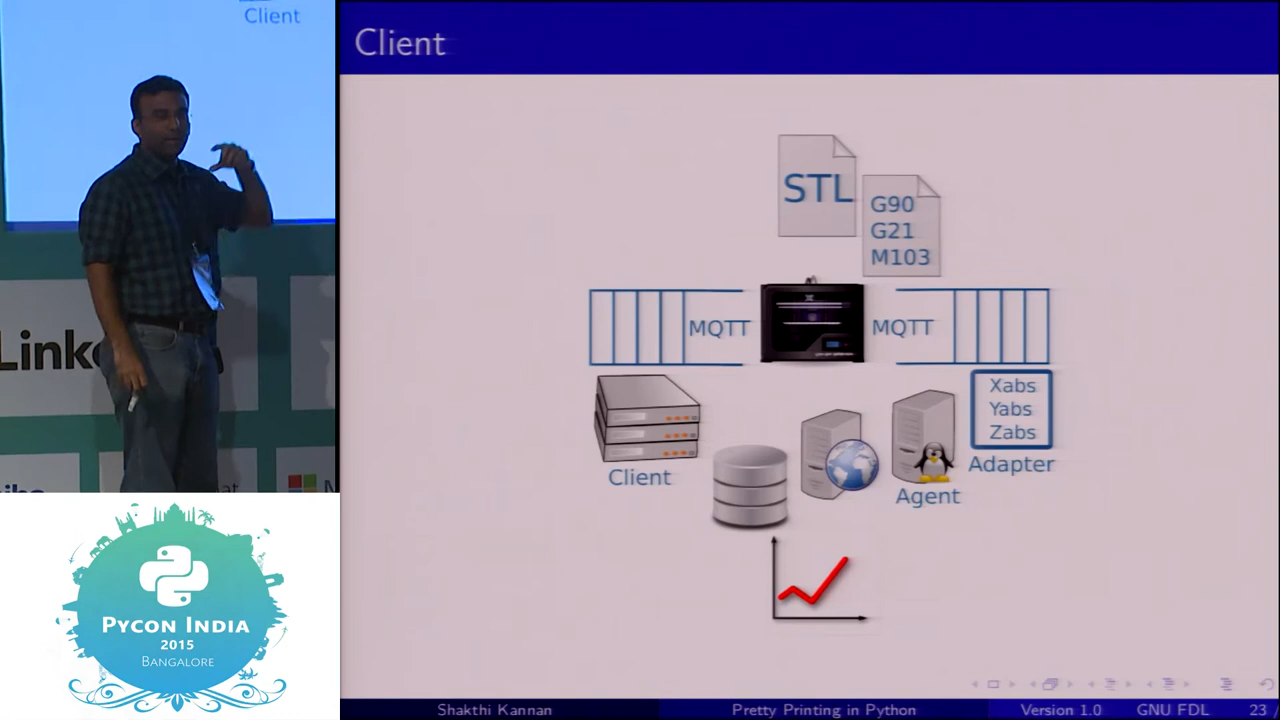 Client
Client
STL
G90
G21
M103
MQTT
MQTT
Xabs
Yabs
Zabs
Adapter
Client
Agent
Link
PYCON INDIA
2015
BANGALORE
Shakthi Kannan
Pretty Printing in Python
Version 1.0
GNU FDL
23 /